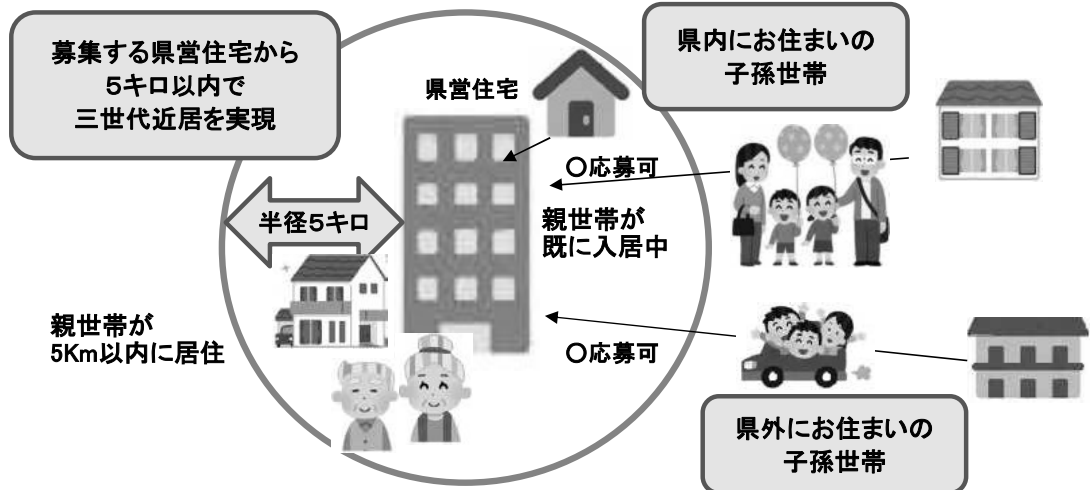 募集する県営住宅から
5キロ以内で
三世代近居を実現
県営住宅
県内にお住まいの
子孫世帯
〇応募可
半径5キロ
親世帯が
既に入居中
親世帯が
5Km以内に居住
〇応募可
県外にお住まいの
子孫世帯